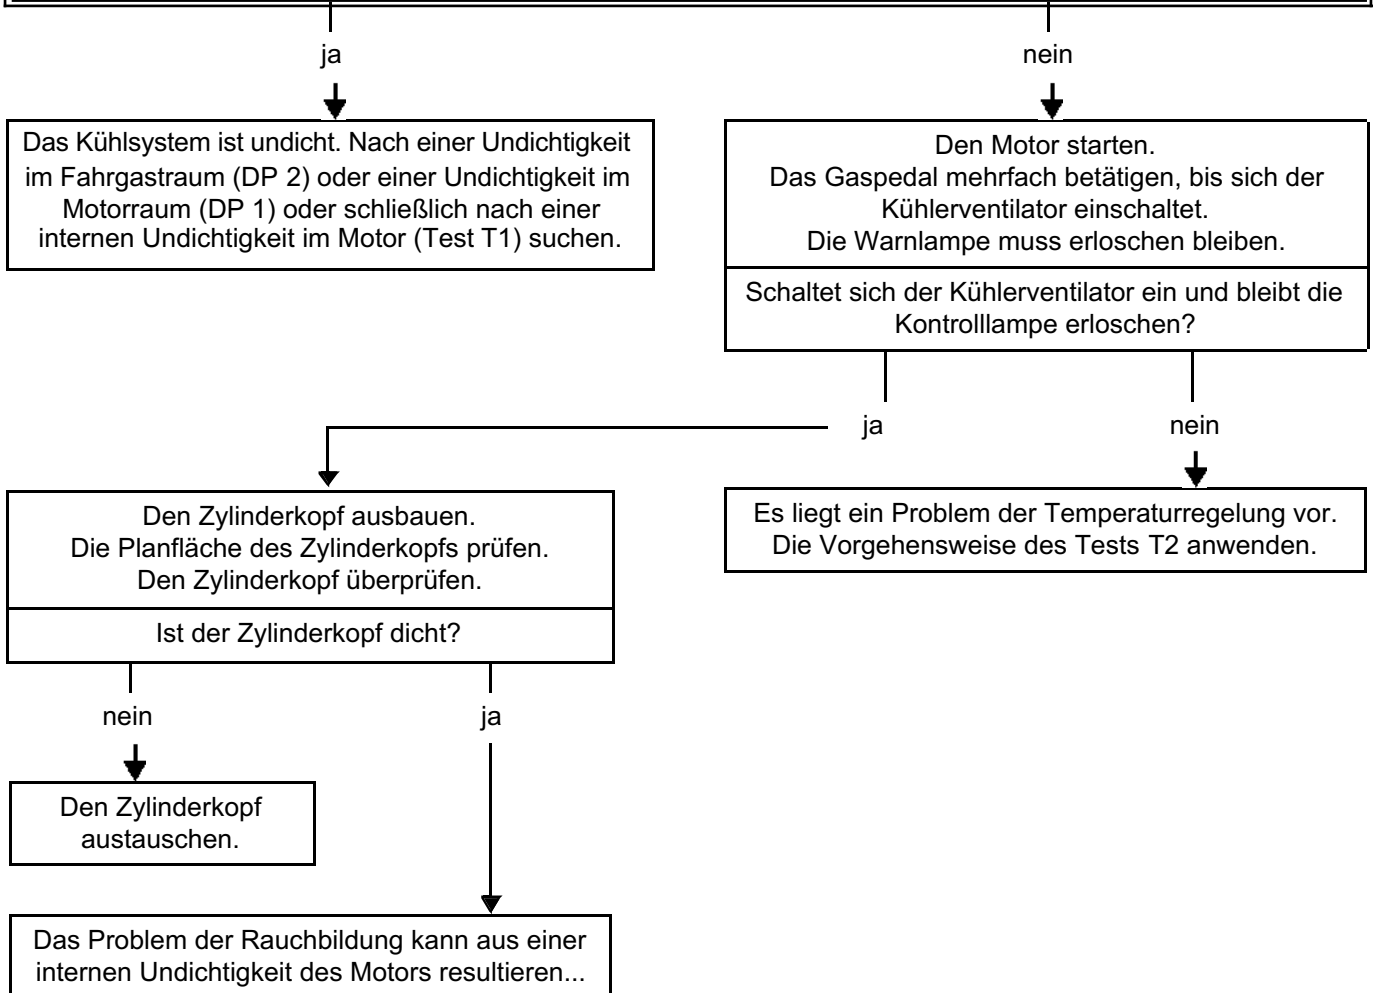 ja
nein
Das Kühlsystem ist undicht. Nach einer Undichtigkeit
im Fahrgastraum (DP 2) oder einer Undichtigkeit im
Motorraum (DP 1) oder schließlich nach einer
internen Undichtigkeit im Motor (Test T1) suchen.
Den Motor starten.
Das Gaspedal mehrfach betätigen, bis sich der
Kühlerventilator einschaltet.
Die Warnlampe muss erloschen bleiben.
Schaltet sich der Kühlerventilator ein und bleibt die
Kontrolllampe erloschen?
ja
nein
Den Zylinderkopf ausbauen.
Die Planfläche des Zylinderkopfs prüfen.
Den Zylinderkopf überprüfen.
Ist der Zylinderkopf dicht?
Es liegt ein Problem der Temperaturregelung vor.
Die Vorgehensweise des Tests T2 anwenden.
nein
ja
Den Zylinderkopf
austauschen.
Das Problem der Rauchbildung kann aus einer
internen Undichtigkeit des Motors resultieren...